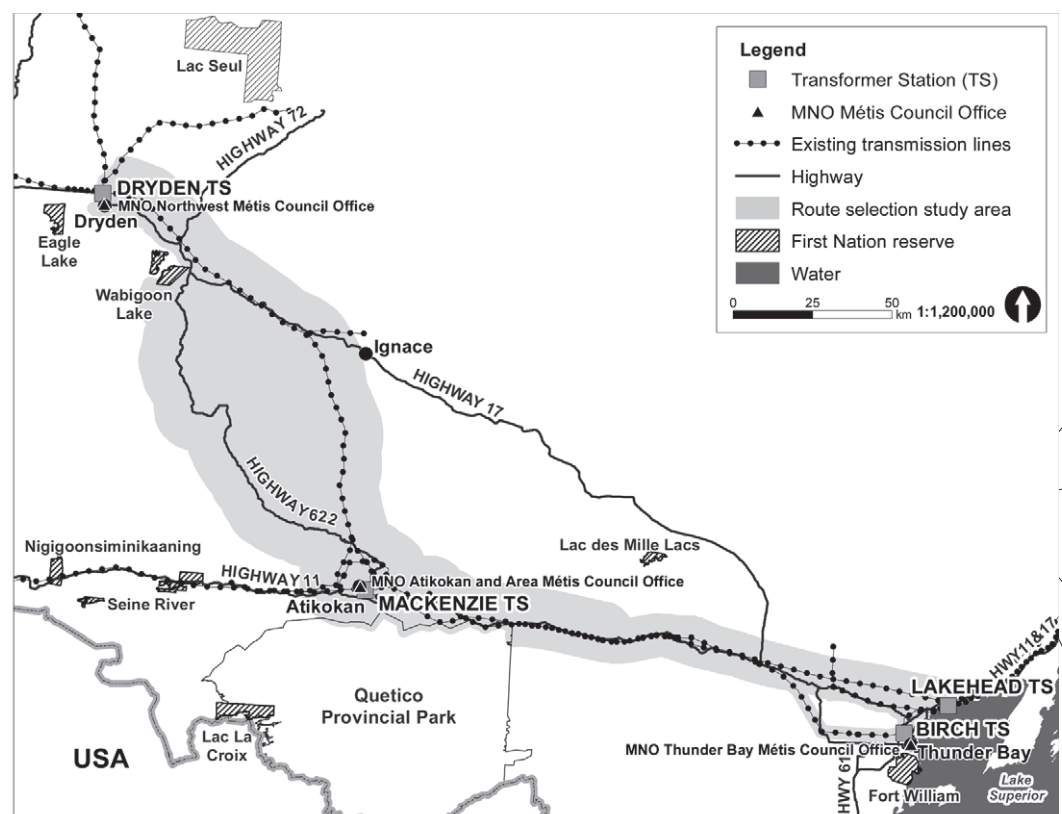 Lac Seul
HIGHWAY 72
DRYDEN TS
MNO Northwest Métis Council Office
Dryden
Eagle
Lake
Wabigoon
Lake
Ignace
HIGHWAY 17
HIGHWAY 622
Nigigoonsiminikaaning
Lac des Mille Lacs
HIGHWAY 11
MNO Atikokan and Area Métis Council Office
Seine River
Atikokan
MACKENZIE TS
HWY 11&17
LAKEHEAD TS
Quetico
Provincial Park
BIRCH TS
Lac La
Croix
MNO Thunder Bay Métis Council Office
Thunder Bay
USA
HWY 61
Fort William
Lake
Superior
Legend
Transformer Station (TS)
MNO Métis Council Office
Existing transmission lines
Highway
Route selection study area
First Nation reserve
Water
0 25 50
km 1:1,200,000